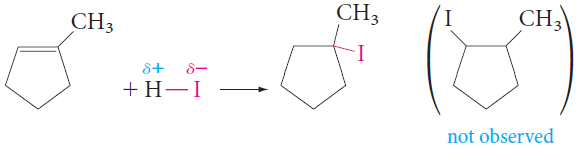 CH₃
δ+ δ−
+ H—I
CH₃
I
I CH₃
not observed